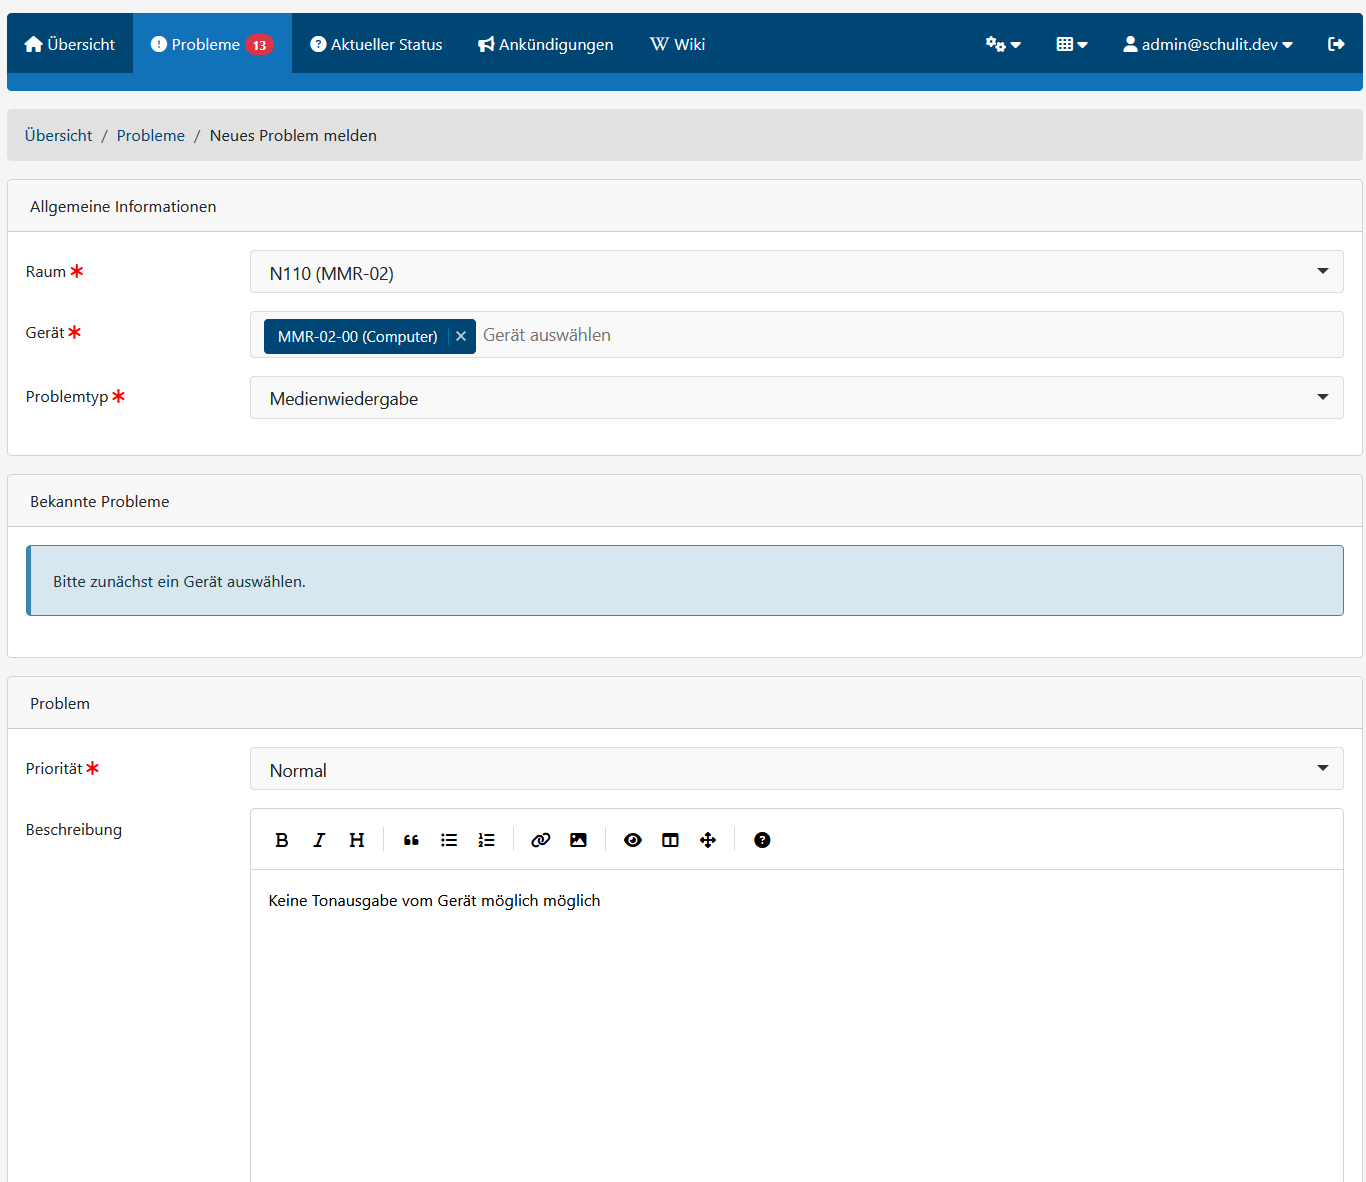 Übersicht Probleme 13 Aktueller Status Ankündigungen Wiki admin@schulit.dev
Übersicht / Probleme / Neues Problem melden
Allgemeine Informationen
Raum * N110 (MMR-02)
Gerät * MMR-02-00 (Computer) × Gerät auswählen
Problemtyp * Medienwiedergabe
Bekannte Probleme
Bitte zunächst ein Gerät auswählen.
Problem
Priorität * Normal
Beschreibung
Keine Tonausgabe vom Gerät möglich möglich